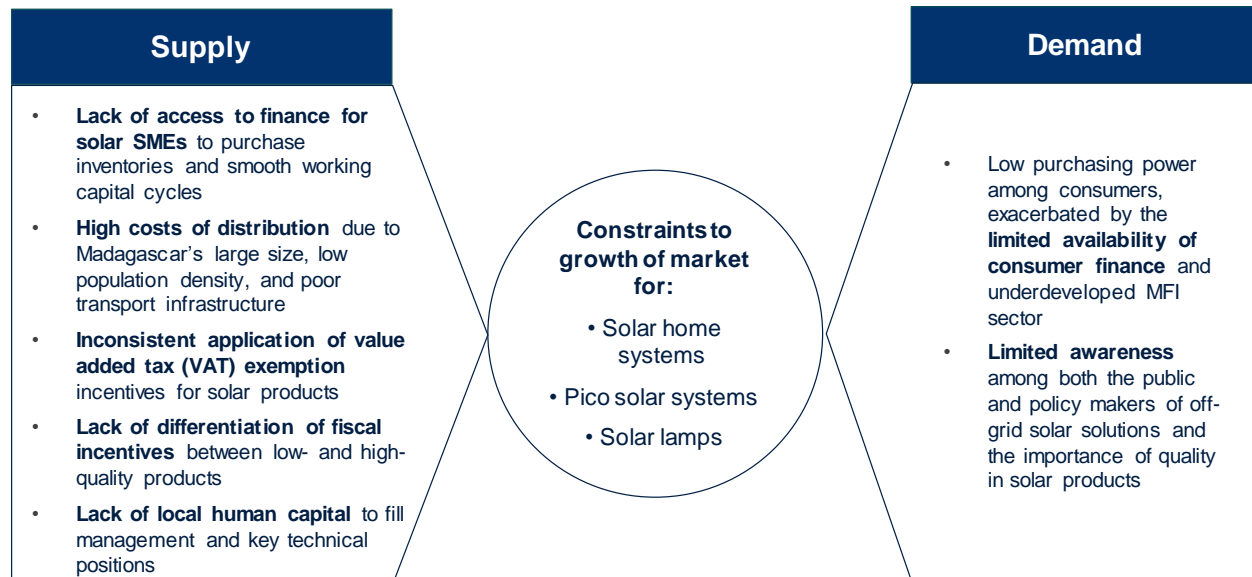 Supply
• Lack of access to finance for
solar SMEs to purchase
inventories and smooth working
capital cycles
• High costs of distribution due to
Madagascar's large size, low
population density, and poor
transport infrastructure
• Inconsistent application of value
added tax (VAT) exemption
incentives for solar products
• Lack of differentiation of fiscal
incentives between low- and high-
quality products
• Lack of local human capital to fill
management and key technical
positions
Constraints to
growth of market
for:
• Solar home
systems
• Pico solar systems
• Solar lamps
Demand
• Low purchasing power
among consumers,
exacerbated by the
limited availability of
consumer finance and
underdeveloped MFI
sector
• Limited awareness
among both the public
and policy makers of off-
grid solar solutions and
the importance of quality
in solar products